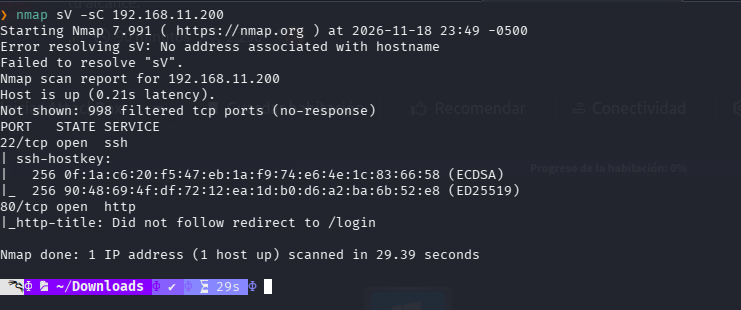 ❯ nmap sV -sC 192.168.11.200
Starting Nmap 7.991 ( https://nmap.org ) at 2026-11-18 23:49 -0500
Error resolving sV: No address associated with hostname
Failed to resolve "sV".
Nmap scan report for 192.168.11.200
Host is up (0.21s latency).
Not shown: 998 filtered tcp ports (no-response)
Recomendar
Conectividad
PORT   STATE SERVICE
22/tcp open  ssh
| ssh-hostkey:
|   256 0f:1a:c6:20:f5:47:eb:1a:f9:74:e6:4e:1c:83:66:58 (ECDSA)
Progreso de la habitación: 0%
|_  256 90:48:69:4f:df:72:12:ea:1d:b0:d6:a2:ba:6b:52:e8 (ED25519)
80/tcp open  http
|_http-title: Did not follow redirect to /login
Nmap done: 1 IP address (1 host up) scanned in 29.39 seconds
~/Downloads ✔ 29s